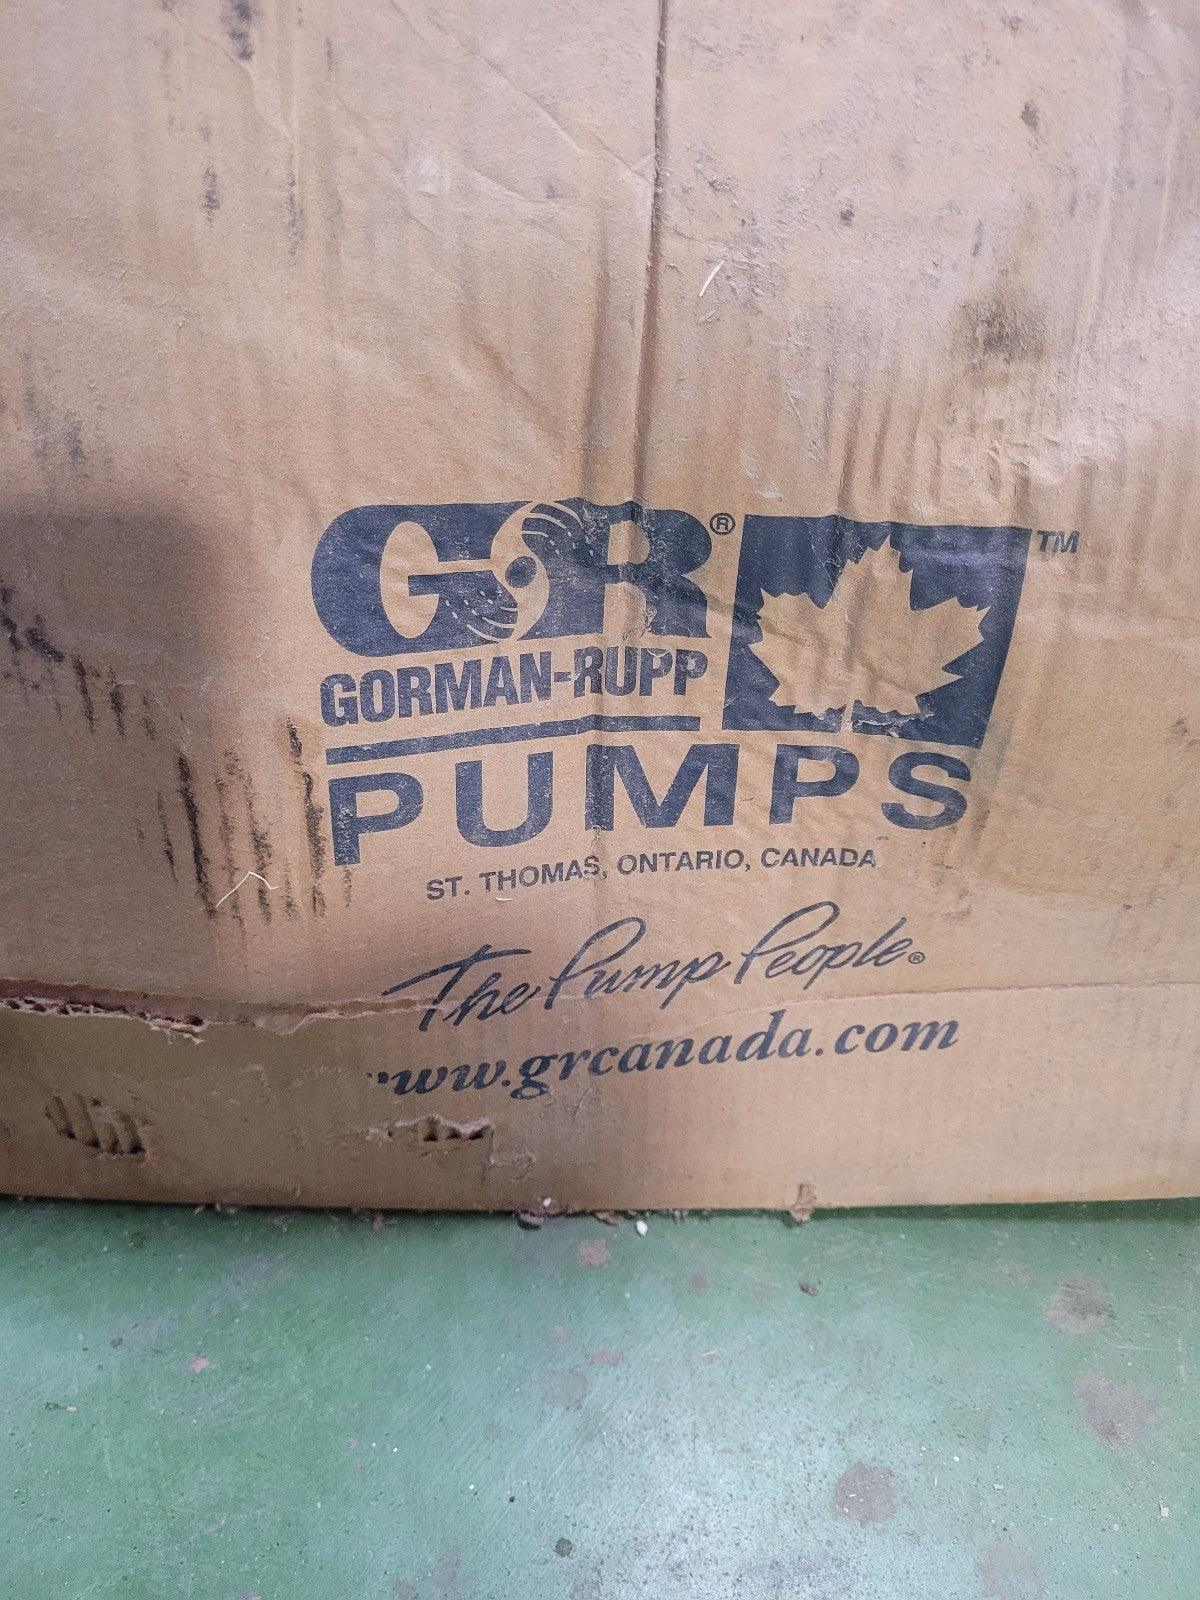 GR® ™
GORMAN-RUPP
PUMPS
ST. THOMAS, ONTARIO, CANADA
The Pump People®
www.grcanada.com